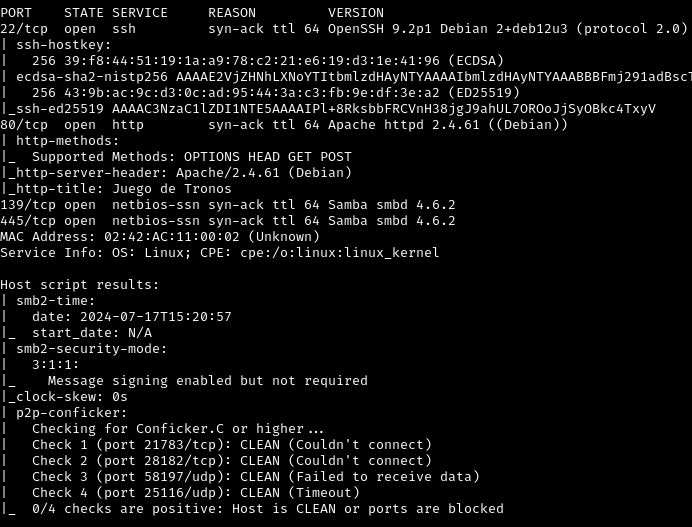 PORT    STATE SERVICE     REASON         VERSION
22/tcp  open  ssh         syn-ack ttl 64 OpenSSH 9.2p1 Debian 2+deb12u3 (protocol 2.0)
| ssh-hostkey:
|   256 39:f8:44:51:19:1a:a9:78:c2:21:e6:19:d3:1e:41:96 (ECDSA)
| ecdsa-sha2-nistp256 AAAAE2VjZHNhLXNoYTItbmlzdHAyNTYAAAAIbmlzdHAyNTYAAABBBFmj291adBscT
|   256 43:9b:ac:9c:d3:0c:ad:95:44:3a:c3:fb:9e:df:3e:a2 (ED25519)
|_ssh-ed25519 AAAAC3NzaC1lZDI1NTE5AAAAIPl+8RksbbFRCVnH38jgJ9ahUL7OROoJjSyOBkc4TxyV
80/tcp  open  http        syn-ack ttl 64 Apache httpd 2.4.61 ((Debian))
| http-methods:
|_  Supported Methods: OPTIONS HEAD GET POST
|_http-server-header: Apache/2.4.61 (Debian)
|_http-title: Juego de Tronos
139/tcp open  netbios-ssn syn-ack ttl 64 Samba smbd 4.6.2
445/tcp open  netbios-ssn syn-ack ttl 64 Samba smbd 4.6.2
MAC Address: 02:42:AC:11:00:02 (Unknown)
Service Info: OS: Linux; CPE: cpe:/o:linux:linux_kernel

Host script results:
| smb2-time:
|   date: 2024-07-17T15:20:57
|_  start_date: N/A
| smb2-security-mode:
|   3:1:1:
|_    Message signing enabled but not required
|_clock-skew: 0s
| p2p-conficker:
|   Checking for Conficker.C or higher...
|   Check 1 (port 21783/tcp): CLEAN (Couldn't connect)
|   Check 2 (port 28182/tcp): CLEAN (Couldn't connect)
|   Check 3 (port 58197/udp): CLEAN (Failed to receive data)
|   Check 4 (port 25116/udp): CLEAN (Timeout)
|_  0/4 checks are positive: Host is CLEAN or ports are blocked